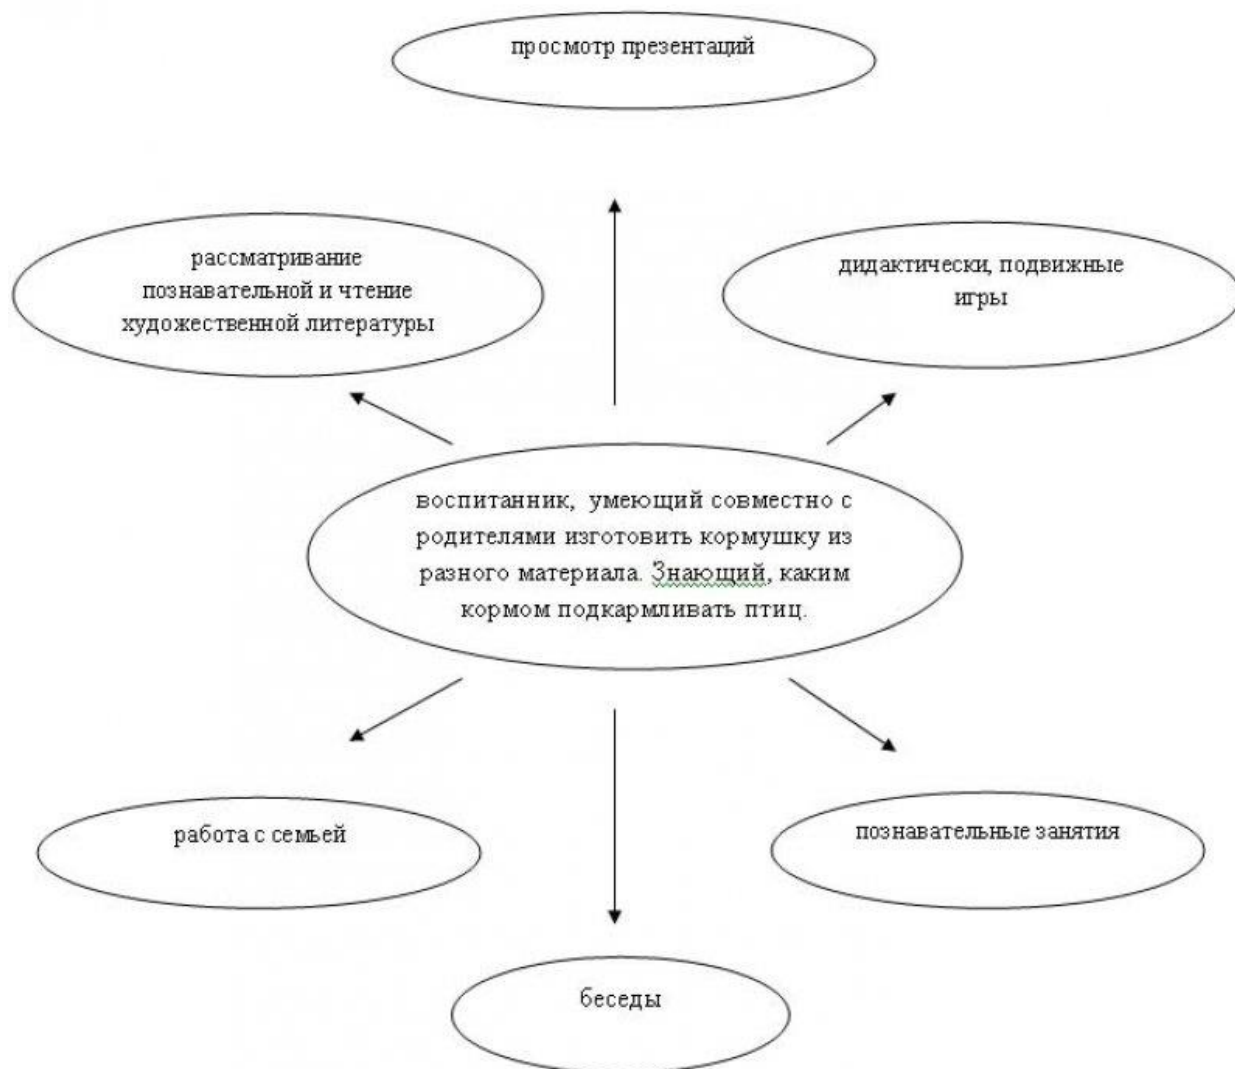 просмотр презентаций
рассматривание
познавательной и чтение
художественной литературы
дидактически, подвижные
игры
воспитанник, умеющий совместно с
родителями изготовить кормушку из
разного материала. Знающий, каким
кормом подкармливать птиц.
работа с семьей
познавательные занятия
беседы